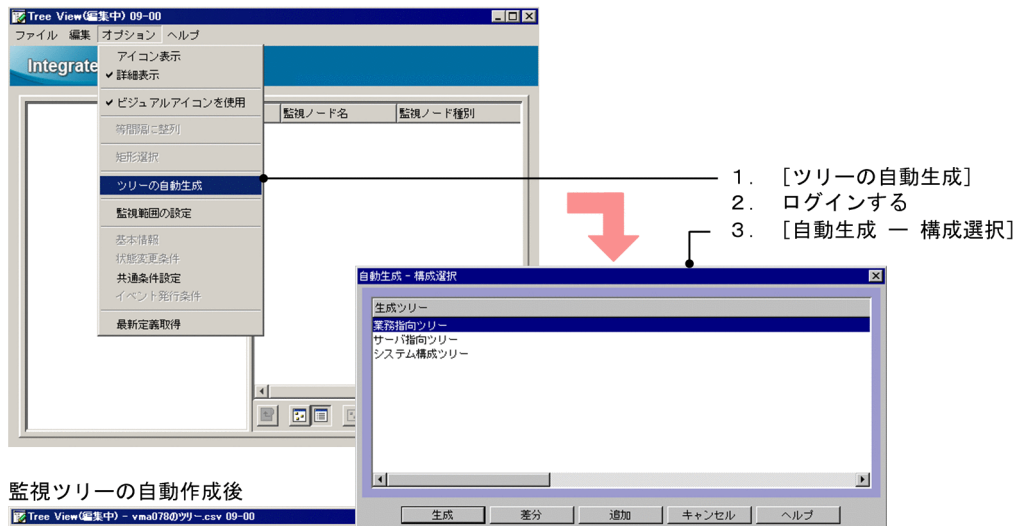 Tree View(編集中) 09-00
ファイル 編集 オプション ヘルプ
Integrate
アイコン表示
詳細表示
ビジュアルアイコンを使用
等間隔に整列
矩形選択
ツリーの自動生成
監視範囲の設定
基本情報
状態変更条件
共通条件設定
イベント発行条件
最新定義取得
監視ノード名 監視ノード種別
1. [ツリーの自動生成]
2. ログインする
3. [自動生成 － 構成選択]
自動生成 - 構成選択
生成ツリー
業務指向ツリー
サーバ指向ツリー
システム構成ツリー
生成 差分 追加 キャンセル ヘルプ
監視ツリーの自動作成後
Tree View(編集中) - vma078のツリー.csv 09-00